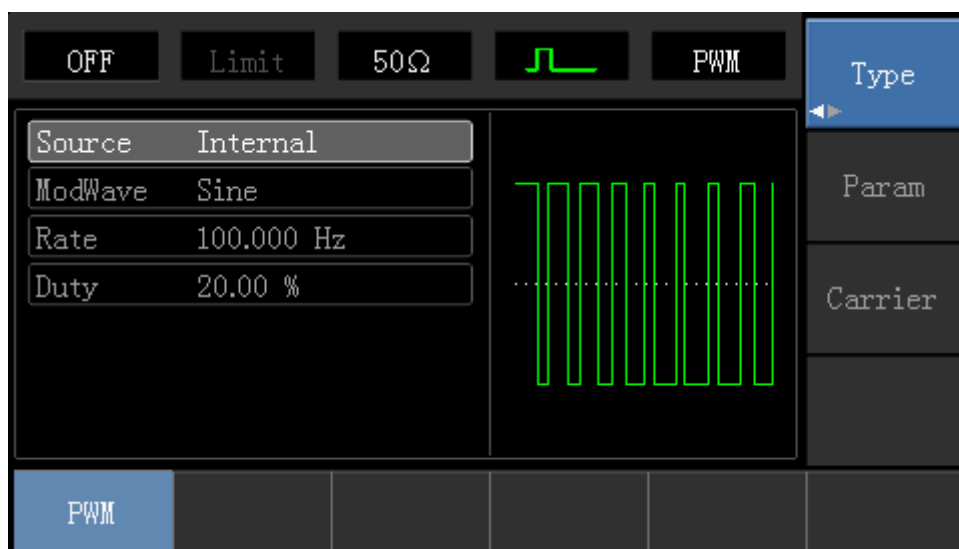 OFF Limit 50Ω PWM
Type
Source Internal
ModWave Sine
Rate 100.000 Hz
Duty 20.00 %
Param
Carrier
PWM